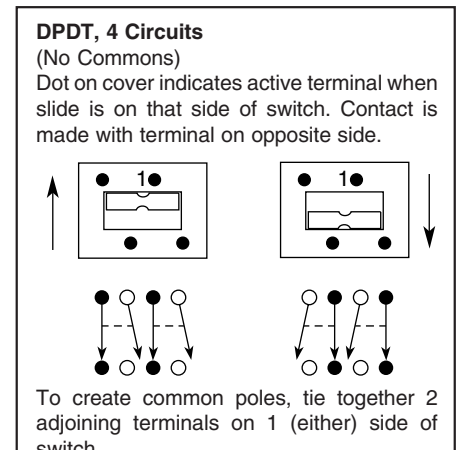 DPDT, 4 Circuits
(No Commons)
Dot on cover indicates active terminal when
slide is on that side of switch. Contact is
made with terminal on opposite side.
1
1
To create common poles, tie together 2
adjoining terminals on 1 (either) side of
switch